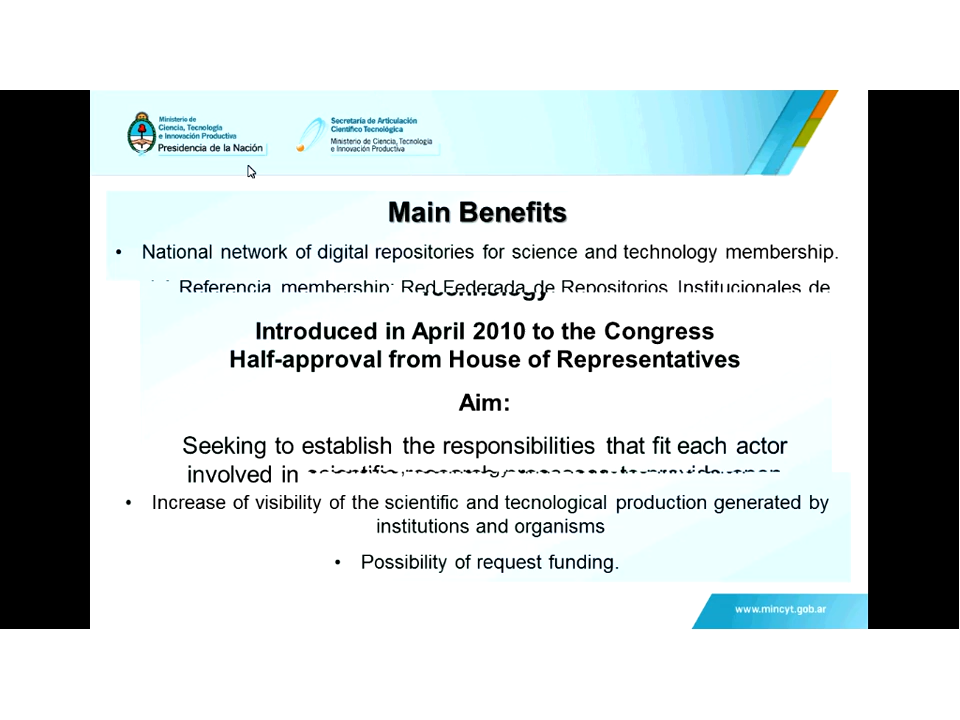 Ministerio de
Ciencia, Tecnología
e Innovación Productiva
Presidencia de la Nación
Secretaría de Articulación
Científico Tecnológica
Ministerio de Ciencia, Tecnología
e Innovación Productiva
Main Benefits
• National network of digital repositories for science and technology membership.
Referencia membership: Red Federada de Repositorios Institucionales de
Introduced in April 2010 to the Congress
Half-approval from House of Representatives
Aim:
Seeking to establish the responsibilities that fit each actor
involved in
• Increase of visibility of the scientific and tecnological production generated by
institutions and organisms
• Possibility of request funding.
www.mincyt.gob.ar